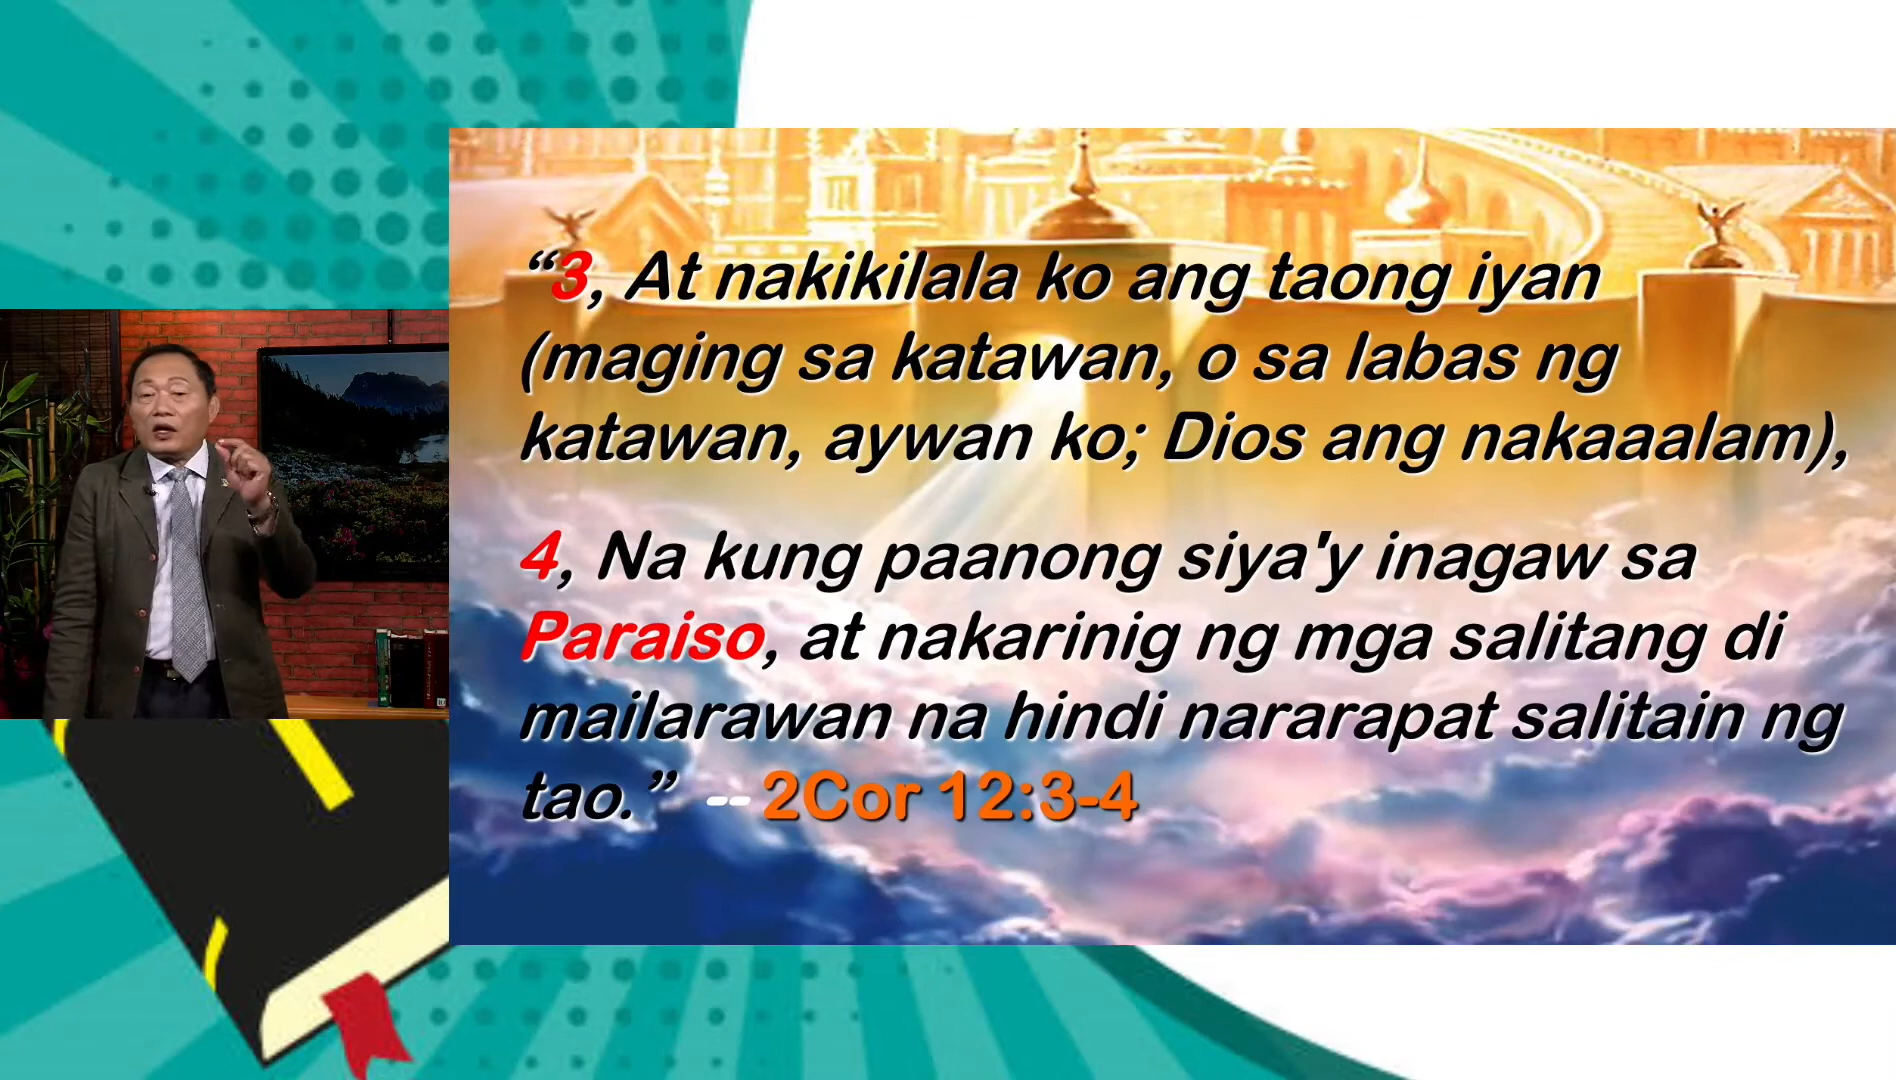 “3, At nakikilala ko ang taong iyan
(maging sa katawan, o sa labas ng
katawan, aywan ko; Dios ang nakaaalam),
4, Na kung paanong siya'y inagaw sa
Paraiso, at nakarinig ng mga salitang di
mailarawan na hindi nararapat salitain ng
tao.” -- 2Cor 12:3-4